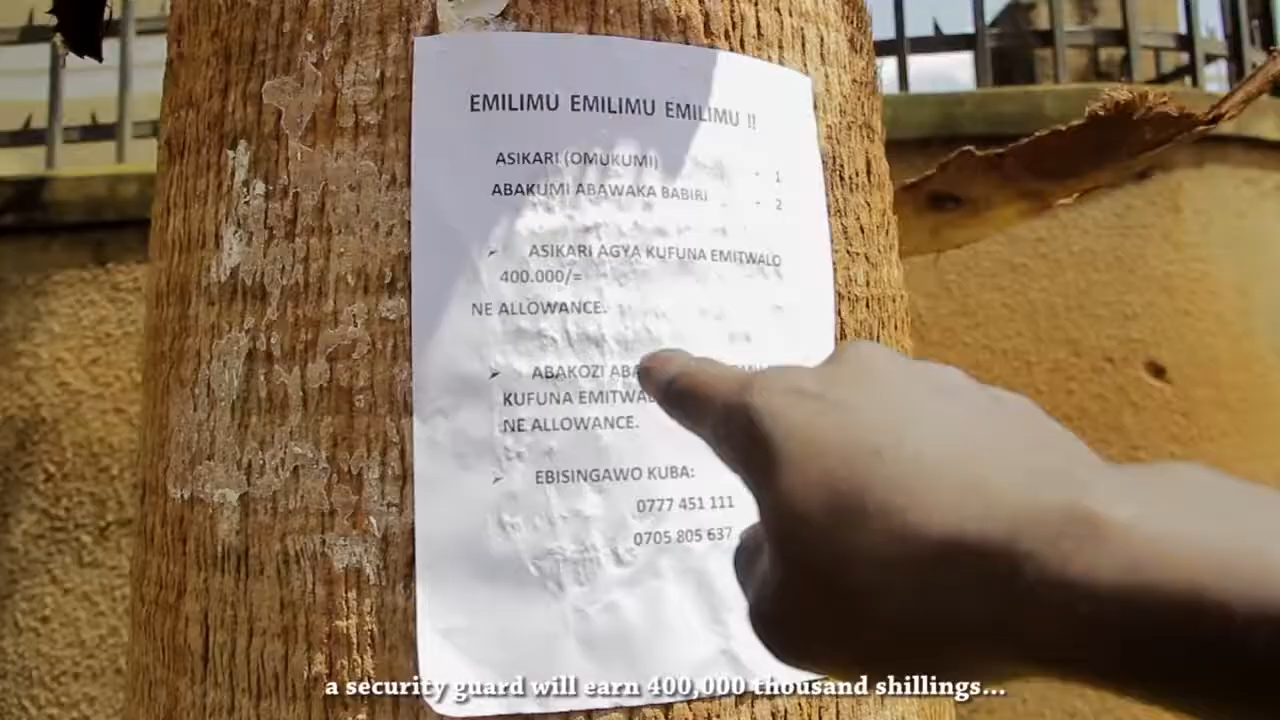 EMILIMU EMILIMU EMILIMU !!
ASIKARI (OMUKUMI) - 1
ABAKUMI ABAWAKA BABIRI - 2
➢ ASIKARI AGYA KUFUNA EMITWALO
400.000/=
NE ALLOWANCE.
➢ ABAKOZI
KUFUNA
NE ALLOWANCE.
➢ EBISINGAWO KUBA:
0777 451 111
0705 805 637
a security guard will earn 400,000 thousand shillings...